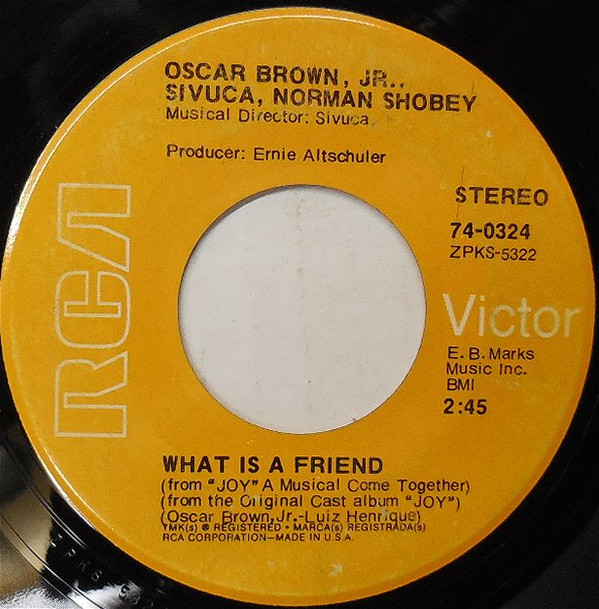 OSCAR BROWN, JR.,
SIVUCA, NORMAN SHOBEY
Musical Director: Sivuca
Producer: Ernie Altschuler
STEREO
74-0324
ZPKS-5322
RCA
Victor
E. B. Marks
Music Inc.
BMI
2:45
WHAT IS A FRIEND
(from "JOY" A Musical Come Together)
(from the Original Cast album "JOY")
(Oscar Brown,Jr.-Luiz Henrique)
TMK(s) ® REGISTERED • MARCA(s) REGISTRADA(s)
RCA CORPORATION—MADE IN U.S.A.